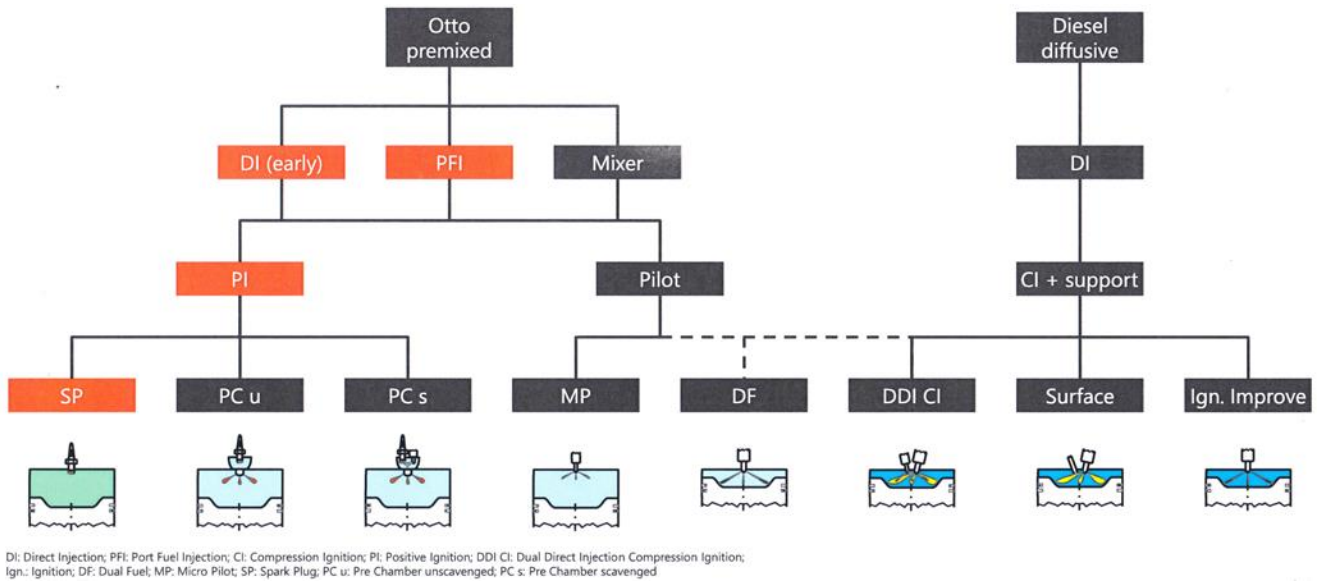 Otto
premixed
Diesel
diffusive
DI (early)
PFI
Mixer
DI
PI
Pilot
CI + support
SP
PC u
PC s
MP
DF
DDI CI
Surface
Ign. Improve
DI: Direct Injection; PFI: Port Fuel Injection; CI: Compression Ignition; PI: Positive Ignition; DDI CI: Dual Direct Injection Compression Ignition;
Ign.: Ignition; DF: Dual Fuel; MP: Micro Pilot; SP: Spark Plug; PC u: Pre Chamber unscavenged; PC s: Pre Chamber scavenged